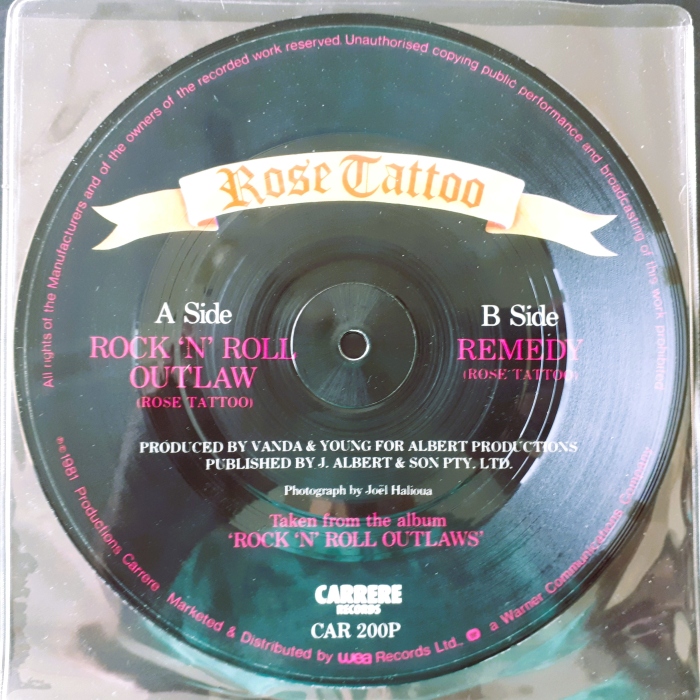 All rights of the Manufacturers and of the owners of the recorded work reserved. Unauthorised copying public performance and broadcasting of this work prohibited
Rose Tattoo
A Side
ROCK 'N' ROLL
OUTLAW
(ROSE TATTOO)
B Side
REMEDY
(ROSE TATTOO)
PRODUCED BY VANDA & YOUNG FOR ALBERT PRODUCTIONS
PUBLISHED BY J. ALBERT & SON PTY. LTD.
Photograph by Joël Halioua
Taken from the album
'ROCK 'N' ROLL OUTLAWS'
CARRERE
RECORDS
CAR 200P
℗ © 1981 Productions Carrere Marketed & Distributed by wea Records Ltd., a Warner Communications Company